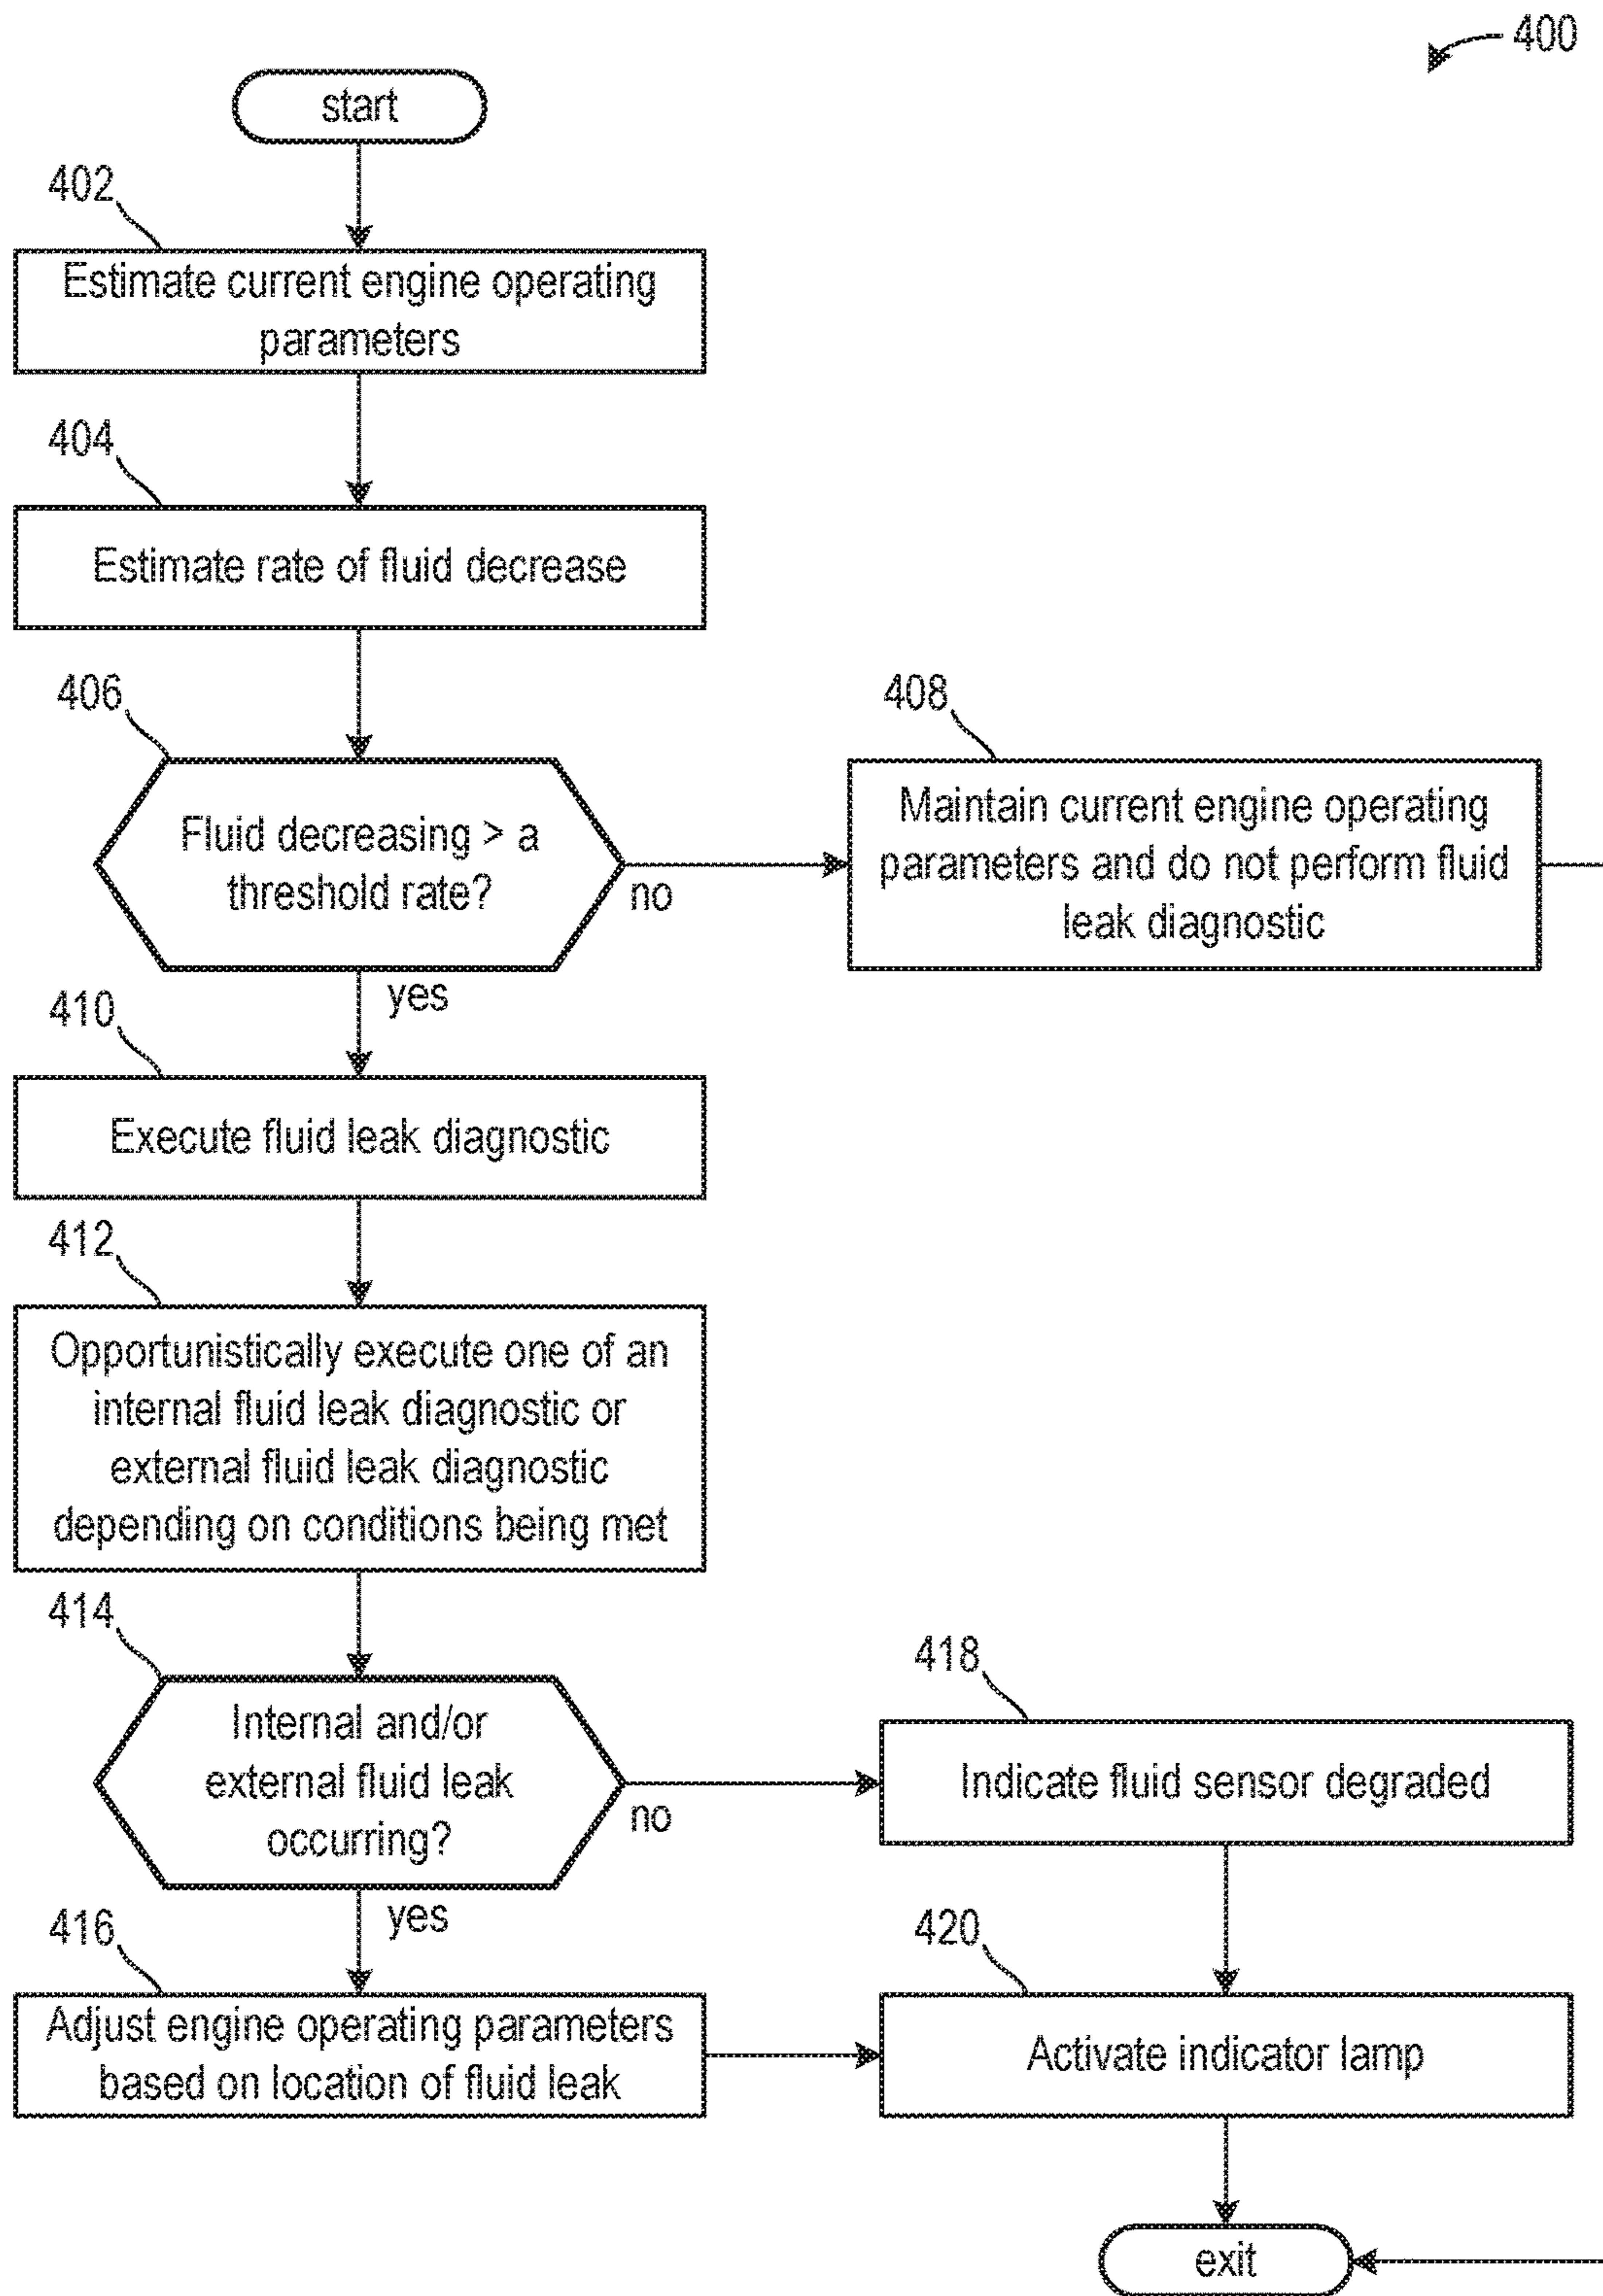 400
start
402
Estimate current engine operating
parameters
404
Estimate rate of fluid decrease
406
Fluid decreasing > a
threshold rate?
no
yes
408
Maintain current engine operating
parameters and do not perform fluid
leak diagnostic
410
Execute fluid leak diagnostic
412
Opportunistically execute one of an
internal fluid leak diagnostic or
external fluid leak diagnostic
depending on conditions being met
414
Internal and/or
external fluid leak
occurring?
no
yes
418
Indicate fluid sensor degraded
416
Adjust engine operating parameters
based on location of fluid leak
420
Activate indicator lamp
exit